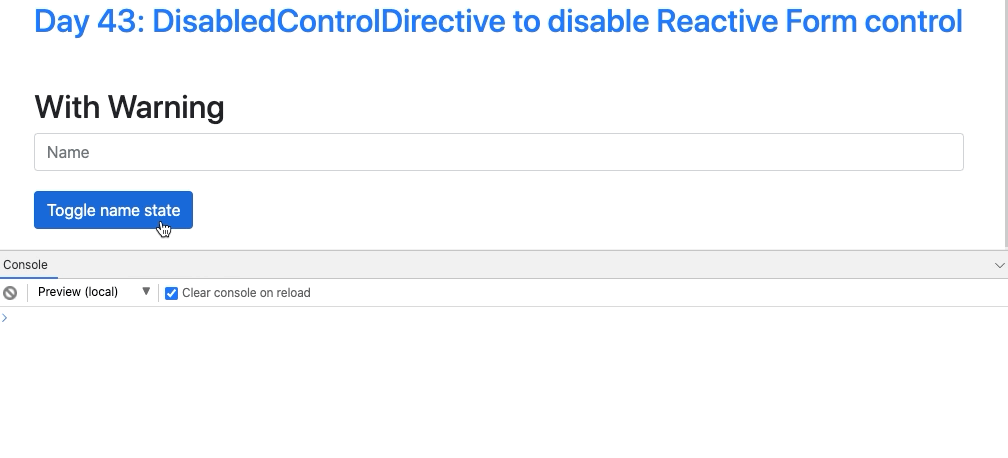 Day 43: DisabledControlDirective to disable Reactive Form control
With Warning
Name
Toggle name state
Console
Preview (local) ▼ Clear console on reload
>